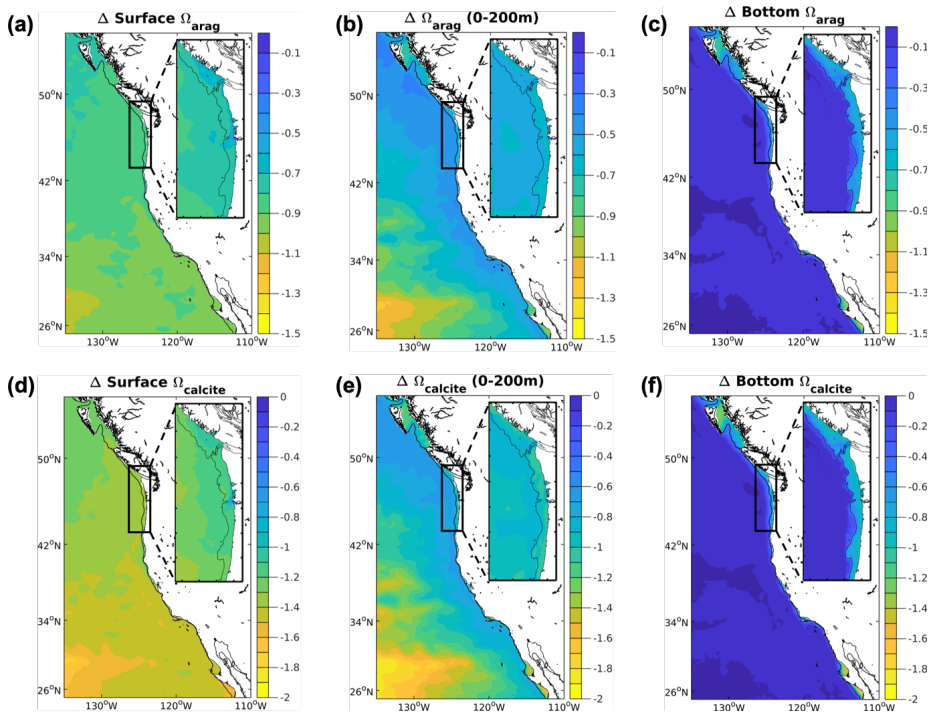 (a) Δ Surface Ω_arag
50°N
42°N
34°N
26°N
130°W 120°W 110°W
-0.1
-0.3
-0.5
-0.7
-0.9
-1.1
-1.3
-1.5
(b) Δ Ω_arag (0-200m)
50°N
42°N
34°N
26°N
130°W 120°W 110°W
-0.1
-0.3
-0.5
-0.7
-0.9
-1.1
-1.3
-1.5
(c) Δ Bottom Ω_arag
50°N
42°N
34°N
26°N
130°W 120°W 110°W
-0.1
-0.3
-0.5
-0.7
-0.9
-1.1
-1.3
-1.5
(d) Δ Surface Ω_calcite
50°N
42°N
34°N
26°N
130°W 120°W 110°W
0
-0.2
-0.4
-0.6
-0.8
-1
-1.2
-1.4
-1.6
-1.8
-2
(e) Δ Ω_calcite (0-200m)
50°N
42°N
34°N
26°N
130°W 120°W 110°W
0
-0.2
-0.4
-0.6
-0.8
-1
-1.2
-1.4
-1.6
-1.8
-2
(f) Δ Bottom Ω_calcite
50°N
42°N
34°N
26°N
130°W 120°W 110°W
0
-0.2
-0.4
-0.6
-0.8
-1
-1.2
-1.4
-1.6
-1.8
-2